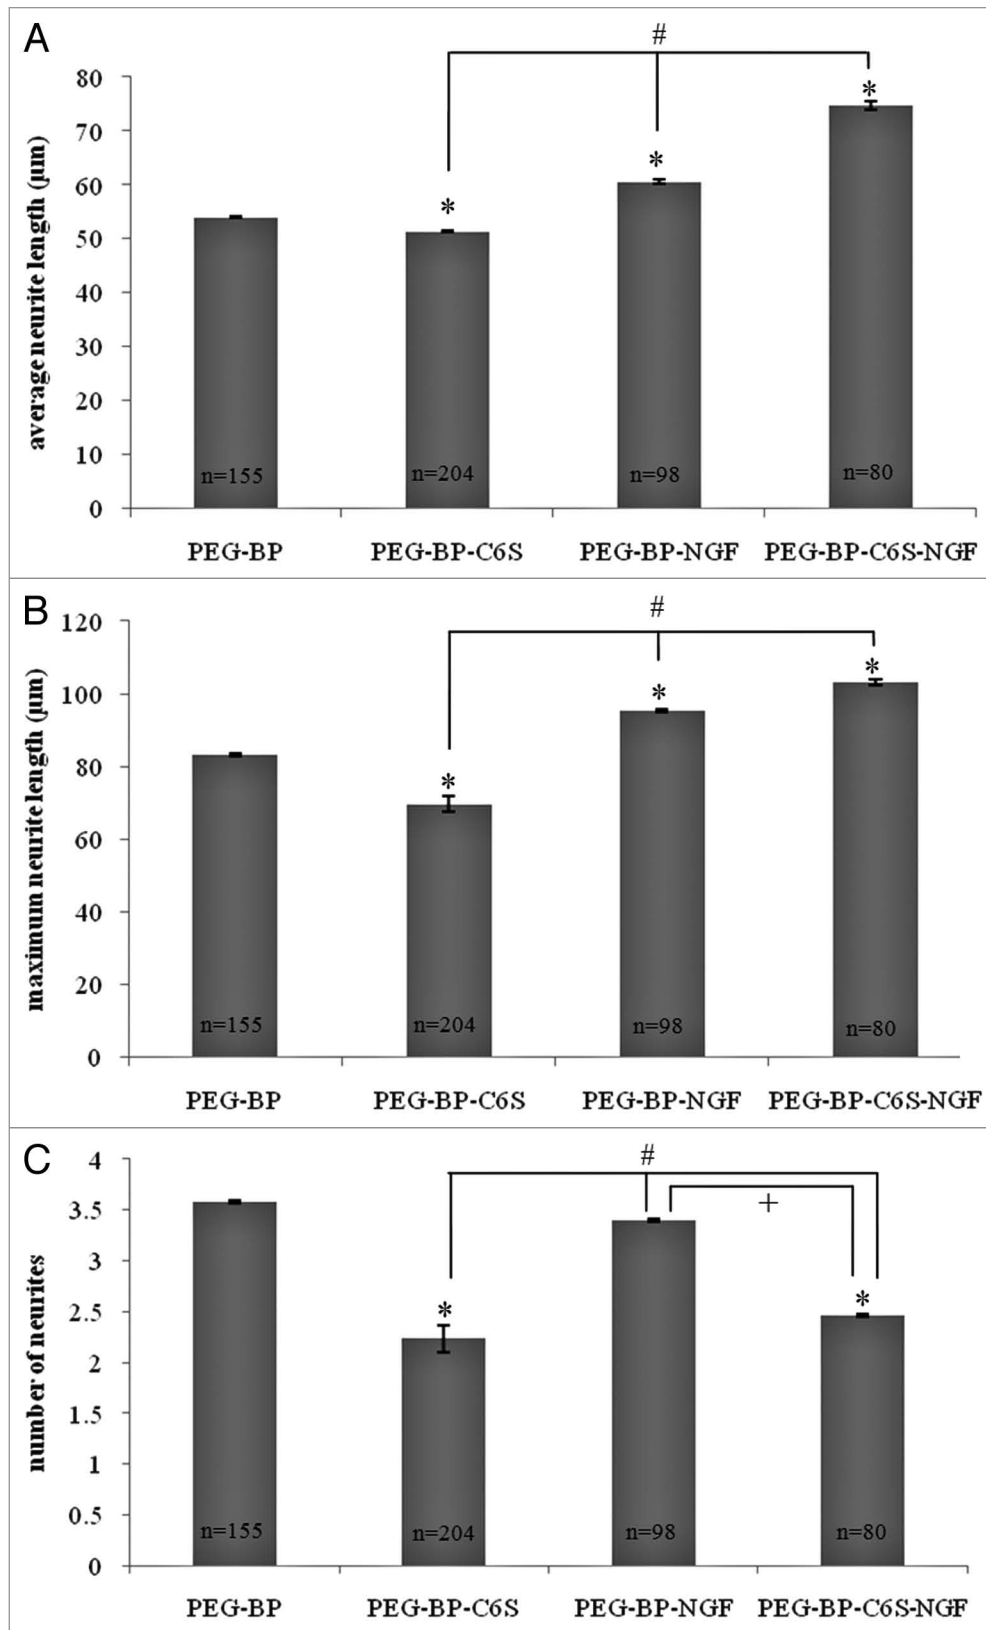 A
#
80
70
60
50
40
30
20
10
0
average neurite length (µm)
*
*
*
n=155
n=204
n=98
n=80
PEG-BP
PEG-BP-C6S
PEG-BP-NGF
PEG-BP-C6S-NGF
B
#
120
100
80
60
40
20
0
maximum neurite length (µm)
*
*
*
n=155
n=204
n=98
n=80
PEG-BP
PEG-BP-C6S
PEG-BP-NGF
PEG-BP-C6S-NGF
C
#
+
4
3.5
3
2.5
2
1.5
1
0.5
0
number of neurites
*
*
n=155
n=204
n=98
n=80
PEG-BP
PEG-BP-C6S
PEG-BP-NGF
PEG-BP-C6S-NGF